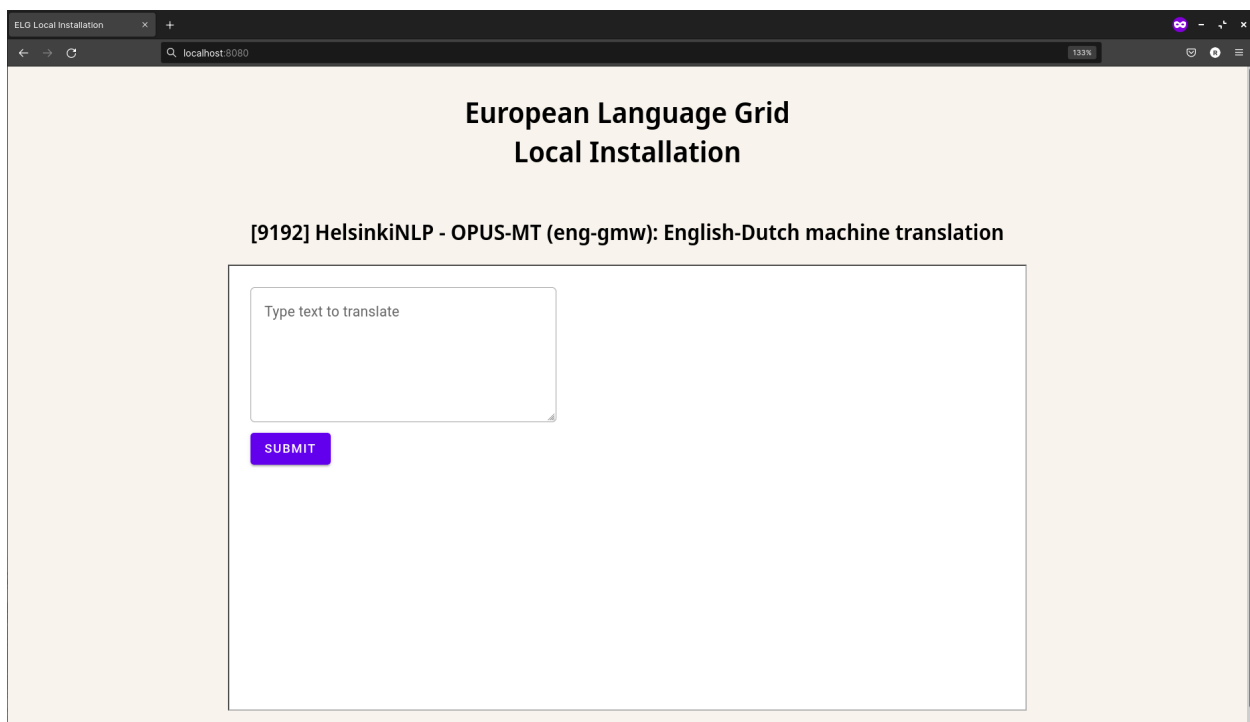 ELG Local Installation
localhost:8080
133%
R
European Language Grid
Local Installation
[9192] HelsinkiNLP - OPUS-MT (eng-gmw): English-Dutch machine translation
Type text to translate
SUBMIT